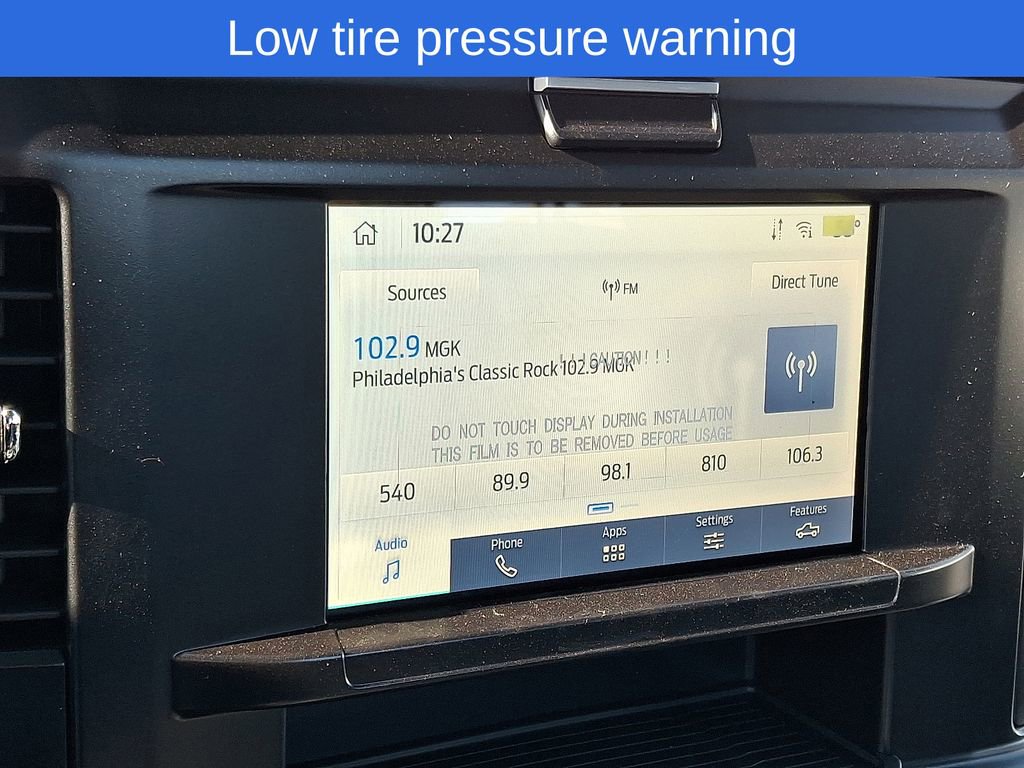 Low tire pressure warning
10:27
Sources
FM
Direct Tune
102.9 MGK
! ! ! CAUTION ! ! !
Philadelphia's Classic Rock 102.9 MGK
DO NOT TOUCH DISPLAY DURING INSTALLATION
THIS FILM IS TO BE REMOVED BEFORE USAGE
540 89.9 98.1 810 106.3
Audio Phone Apps Settings Features